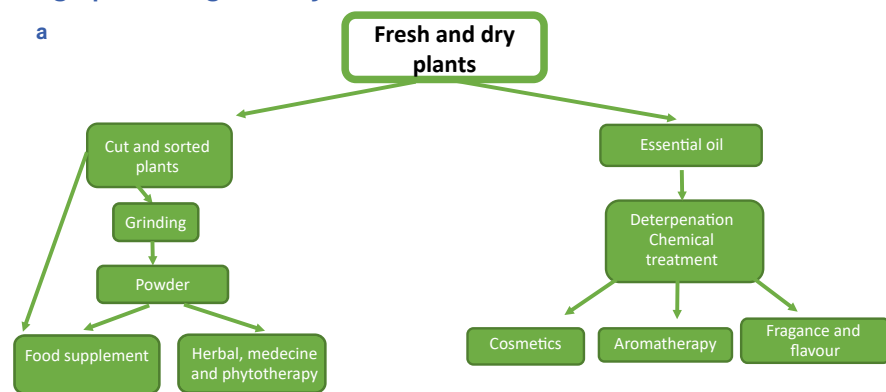 a
Fresh and dry
plants
Cut and sorted
plants
Essential oil
Grinding
Deterpenation
Chemical
treatment
Powder
Food supplement
Herbal, medecine
and phytotherapy
Cosmetics
Aromatherapy
Fragance and
flavour